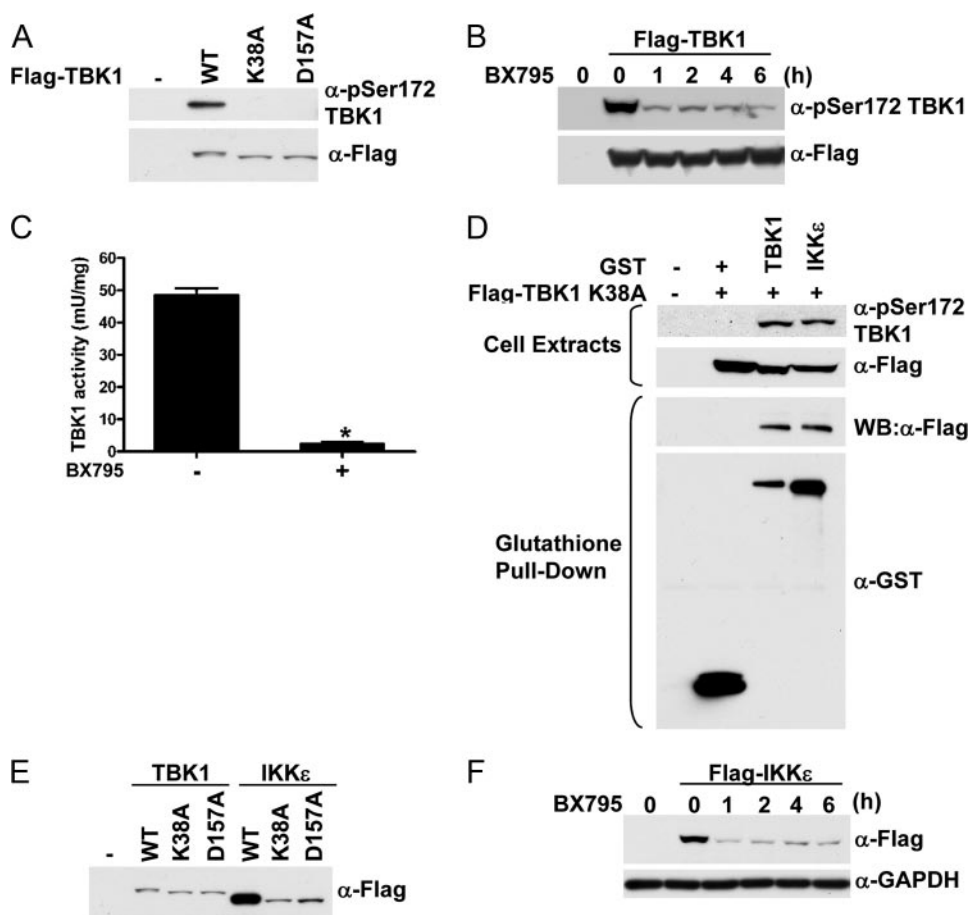 A
Flag-TBK1 - WT K38A D157A
α-pSer172
TBK1
α-Flag
B
Flag-TBK1
BX795 0 0 1 2 4 6 (h)
α-pSer172 TBK1
α-Flag
C
TBK1 activity (mU/mg)
60
50
40
30
20
10
0
*
BX795 - +
D
TBK1 IKKε
GST - +
Flag-TBK1 K38A - + + +
Cell Extracts
α-pSer172
TBK1
α-Flag
Glutathione
Pull-Down
WB:α-Flag
α-GST
E
TBK1 IKKε
- WT K38A D157A WT K38A D157A
α-Flag
F
Flag-IKKε
BX795 0 0 1 2 4 6 (h)
α-Flag
α-GAPDH